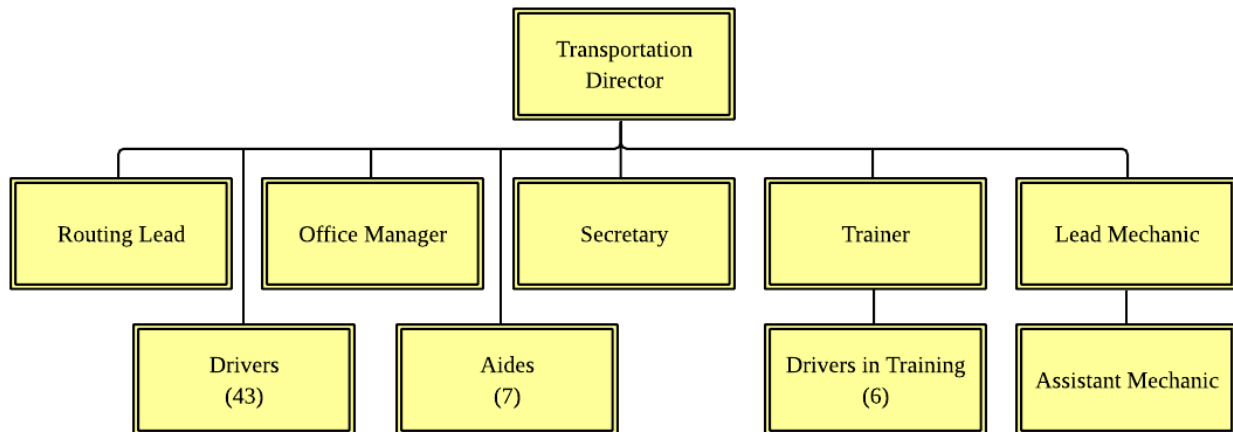 Transportation
Director
Routing Lead
Office Manager
Secretary
Trainer
Lead Mechanic
Drivers
(43)
Aides
(7)
Drivers in Training
(6)
Assistant Mechanic